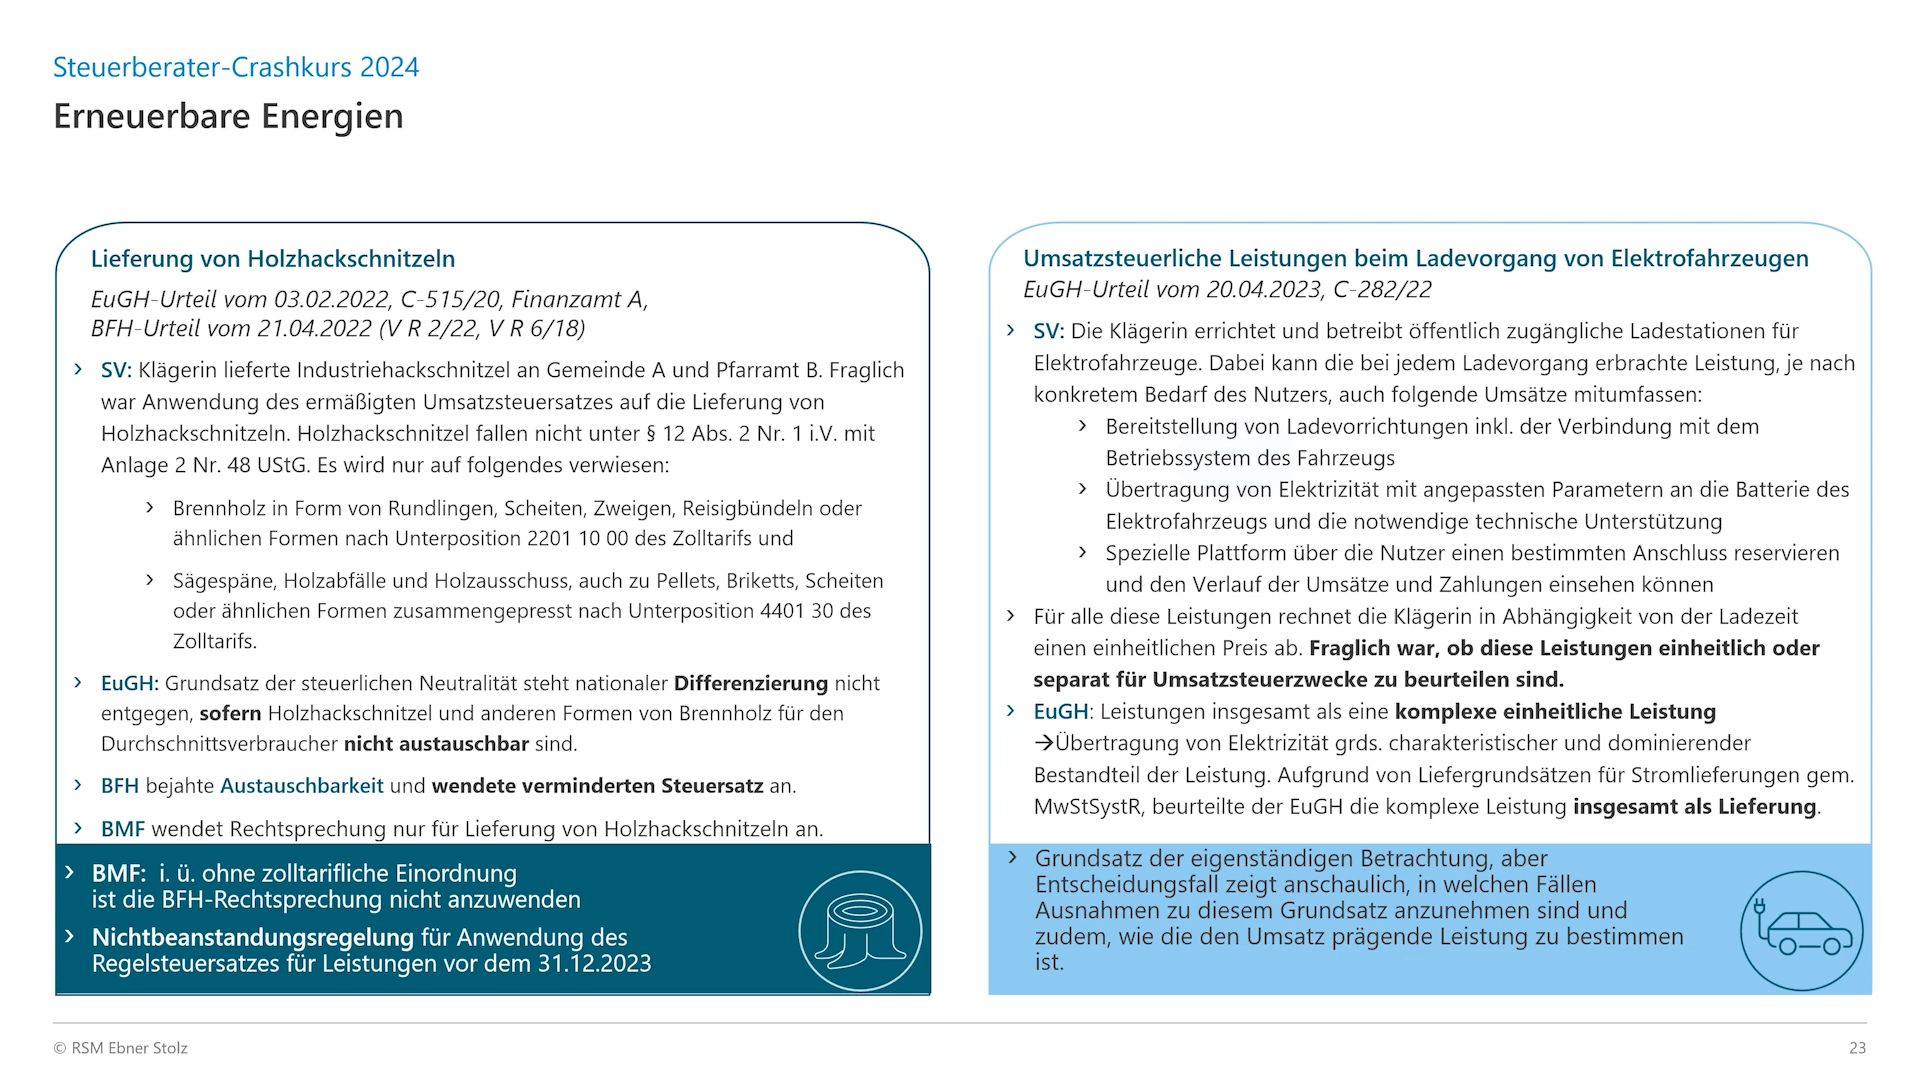 Steuerberater-Crashkurs 2024
Erneuerbare Energien
Lieferung von Holzhackschnitzeln
EuGH-Urteil vom 03.02.2022, C-515/20, Finanzamt A,
BFH-Urteil vom 21.04.2022 (V R 2/22, V R 6/18)
› SV: Klägerin lieferte Industriehackschnitzel an Gemeinde A und Pfarramt B. Fraglich
war Anwendung des ermäßigten Umsatzsteuersatzes auf die Lieferung von
Holzhackschnitzeln. Holzhackschnitzel fallen nicht unter § 12 Abs. 2 Nr. 1 i.V. mit
Anlage 2 Nr. 48 UStG. Es wird nur auf folgendes verwiesen:
› Brennholz in Form von Rundlingen, Scheiten, Zweigen, Reisigbündeln oder
ähnlichen Formen nach Unterposition 2201 10 00 des Zolltarifs und
› Sägespäne, Holzabfälle und Holzausschuss, auch zu Pellets, Briketts, Scheiten
oder ähnlichen Formen zusammengepresst nach Unterposition 4401 30 des
Zolltarifs.
› EuGH: Grundsatz der steuerlichen Neutralität steht nationaler Differenzierung nicht
entgegen, sofern Holzhackschnitzel und anderen Formen von Brennholz für den
Durchschnittsverbraucher nicht austauschbar sind.
› BFH bejahte Austauschbarkeit und wendete verminderten Steuersatz an.
› BMF wendet Rechtsprechung nur für Lieferung von Holzhackschnitzeln an.
› BMF: i. ü. ohne zolltarifliche Einordnung
ist die BFH-Rechtsprechung nicht anzuwenden
› Nichtbeanstandungsregelung für Anwendung des
Regelsteuersatzes für Leistungen vor dem 31.12.2023
Umsatzsteuerliche Leistungen beim Ladevorgang von Elektrofahrzeugen
EuGH-Urteil vom 20.04.2023, C-282/22
› SV: Die Klägerin errichtet und betreibt öffentlich zugängliche Ladestationen für
Elektrofahrzeuge. Dabei kann die bei jedem Ladevorgang erbrachte Leistung, je nach
konkretem Bedarf des Nutzers, auch folgende Umsätze mitumfassen:
› Bereitstellung von Ladevorrichtungen inkl. der Verbindung mit dem
Betriebssystem des Fahrzeugs
› Übertragung von Elektrizität mit angepassten Parametern an die Batterie des
Elektrofahrzeugs und die notwendige technische Unterstützung
› Spezielle Plattform über die Nutzer einen bestimmten Anschluss reservieren
und den Verlauf der Umsätze und Zahlungen einsehen können
› Für alle diese Leistungen rechnet die Klägerin in Abhängigkeit von der Ladezeit
einen einheitlichen Preis ab. Fraglich war, ob diese Leistungen einheitlich oder
separat für Umsatzsteuerzwecke zu beurteilen sind.
› EuGH: Leistungen insgesamt als eine komplexe einheitliche Leistung
→Übertragung von Elektrizität grds. charakteristischer und dominierender
Bestandteil der Leistung. Aufgrund von Liefergrundsätzen für Stromlieferungen gem.
MwStSystR, beurteilte der EuGH die komplexe Leistung insgesamt als Lieferung.
› Grundsatz der eigenständigen Betrachtung, aber
Entscheidungsfall zeigt anschaulich, in welchen Fällen
Ausnahmen zu diesem Grundsatz anzunehmen sind und
zudem, wie die den Umsatz prägende Leistung zu bestimmen
ist.
© RSM Ebner Stolz
23